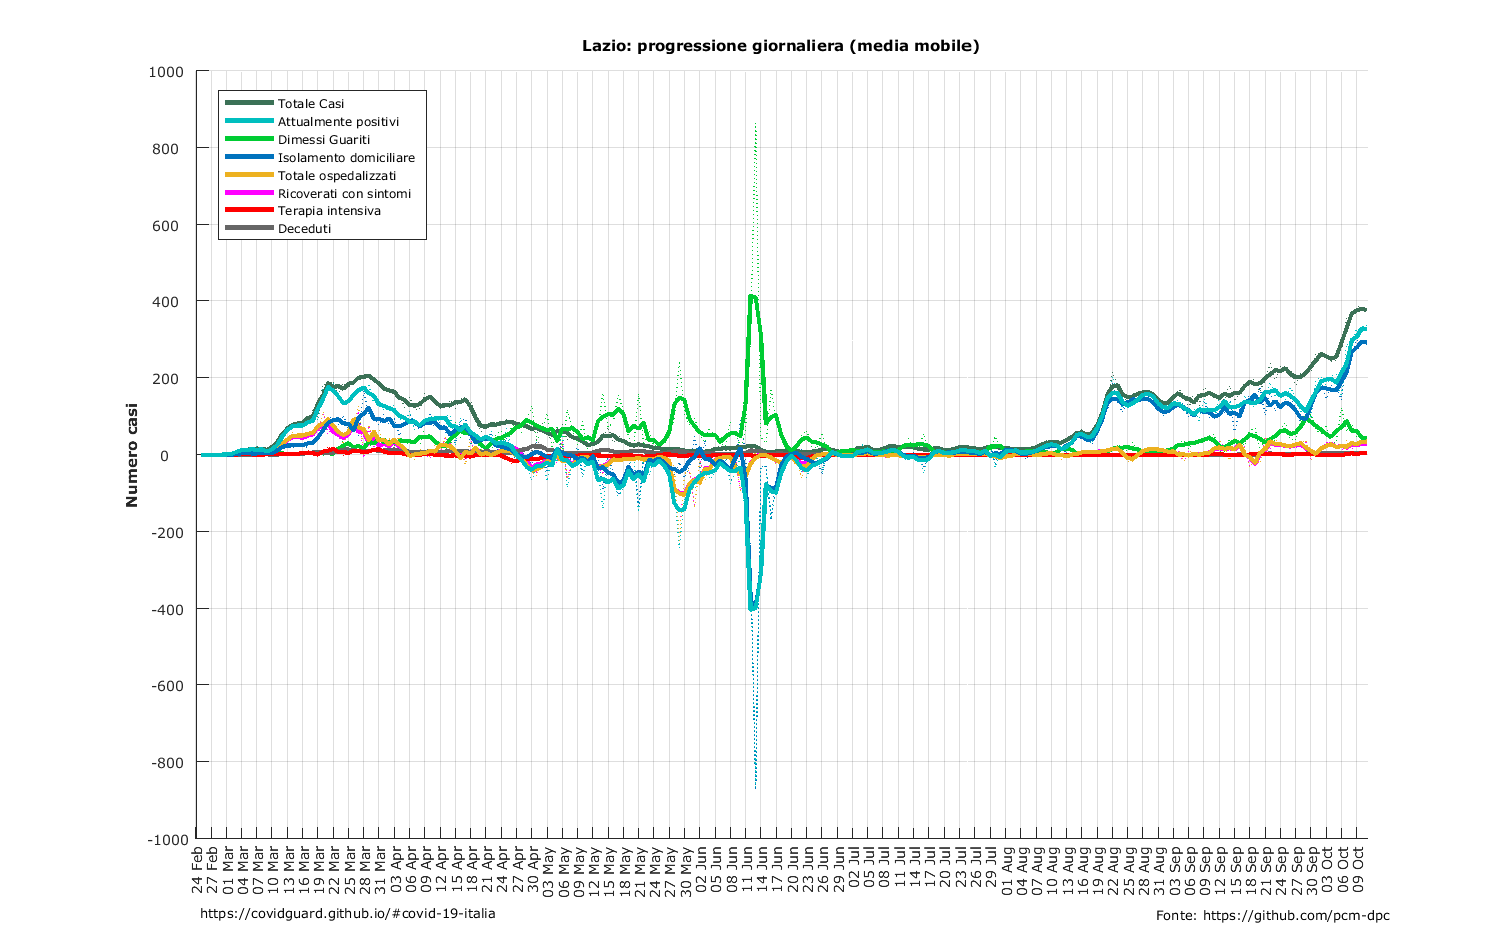 Lazio: progressione giornaliera (media mobile)
1000
800
600
400
200
0
-200
-400
-600
-800
-1000
Numero casi
Totale Casi
Attualmente positivi
Dimessi Guariti
Isolamento domiciliare
Totale ospedalizzati
Ricoverati con sintomi
Terapia intensiva
Deceduti
24 Feb
27 Feb
01 Mar
04 Mar
07 Mar
10 Mar
13 Mar
16 Mar
19 Mar
22 Mar
25 Mar
28 Mar
31 Mar
03 Apr
06 Apr
09 Apr
12 Apr
15 Apr
18 Apr
21 Apr
24 Apr
27 Apr
30 Apr
03 May
06 May
09 May
12 May
15 May
18 May
21 May
24 May
27 May
30 May
02 Jun
05 Jun
08 Jun
11 Jun
14 Jun
17 Jun
20 Jun
23 Jun
26 Jun
29 Jun
02 Jul
05 Jul
08 Jul
11 Jul
14 Jul
17 Jul
20 Jul
23 Jul
26 Jul
29 Jul
01 Aug
04 Aug
07 Aug
10 Aug
13 Aug
16 Aug
19 Aug
22 Aug
25 Aug
28 Aug
31 Aug
03 Sep
06 Sep
09 Sep
12 Sep
15 Sep
18 Sep
21 Sep
24 Sep
27 Sep
30 Sep
03 Oct
06 Oct
09 Oct
https://covidguard.github.io/#covid-19-italia
Fonte: https://github.com/pcm-dpc